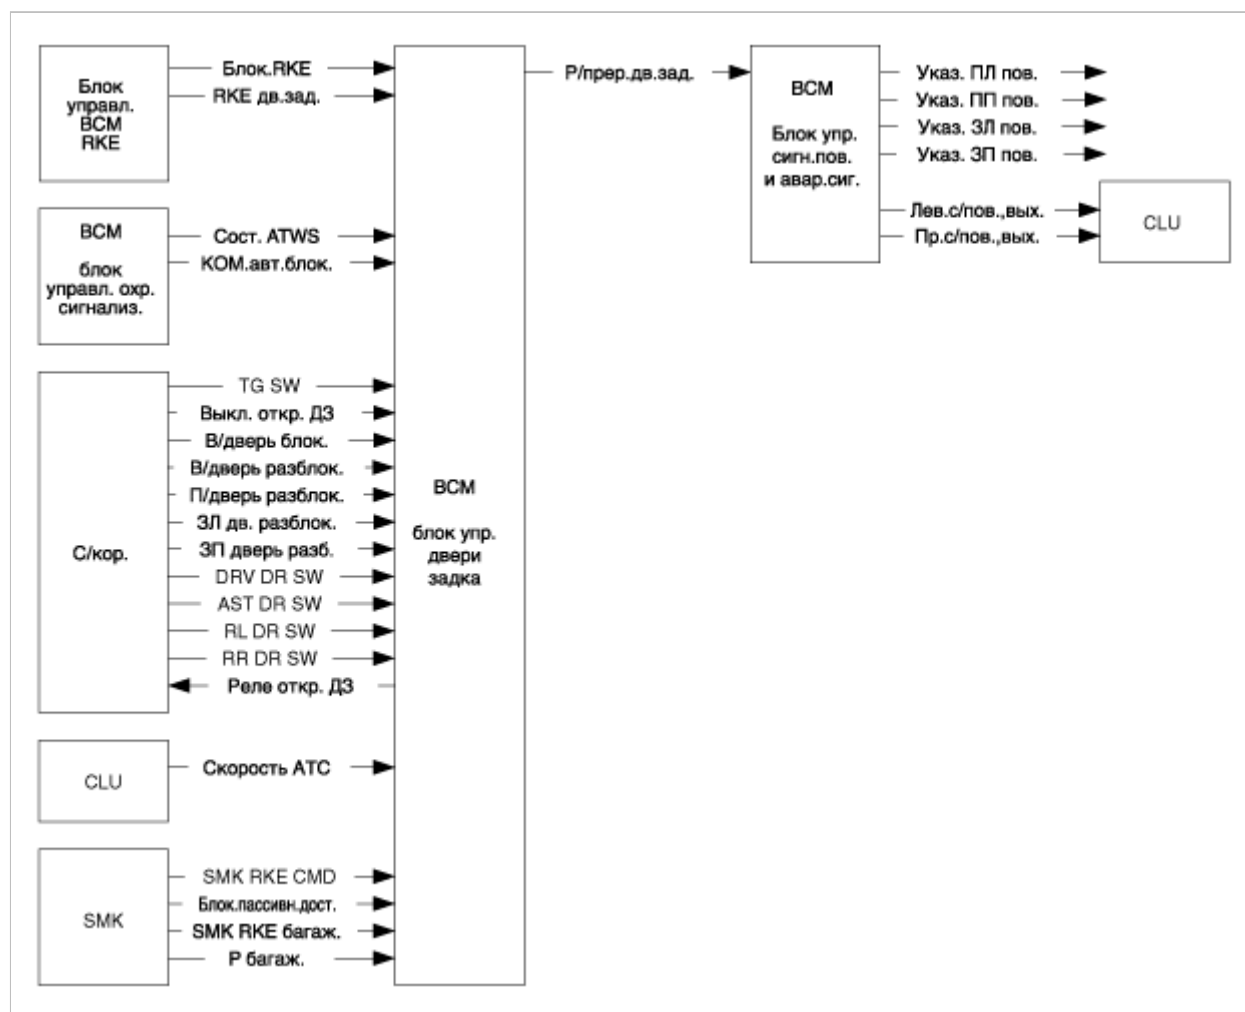 Блок
управл.
BCM
RKE
Блок.RKE
RKE дв.зад.
BCM
блок
управл. охр.
сигнализ.
Сост. ATWS
КОМ.авт.блок.
С/кор.
TG SW
Выкл. откр. ДЗ
В/дверь блок.
В/дверь разблок.
П/дверь разблок.
ЗЛ дв. разблок.
ЗП дверь разб.
DRV DR SW
AST DR SW
RL DR SW
RR DR SW
Реле откр. ДЗ
CLU
Скорость АТС
SMK
SMK RKE CMD
Блок.пассивн.дост.
SMK RKE багаж.
Р багаж.
BCM
блок упр.
двери
задка
Р/прер.дв.зад.
BCM
Блок упр.
сигн.пов.
и авар.сиг.
Указ. ПЛ пов.
Указ. ПП пов.
Указ. ЗЛ пов.
Указ. ЗП пов.
Лев.с/пов.,вых.
Пр.с/пов.,вых.
CLU